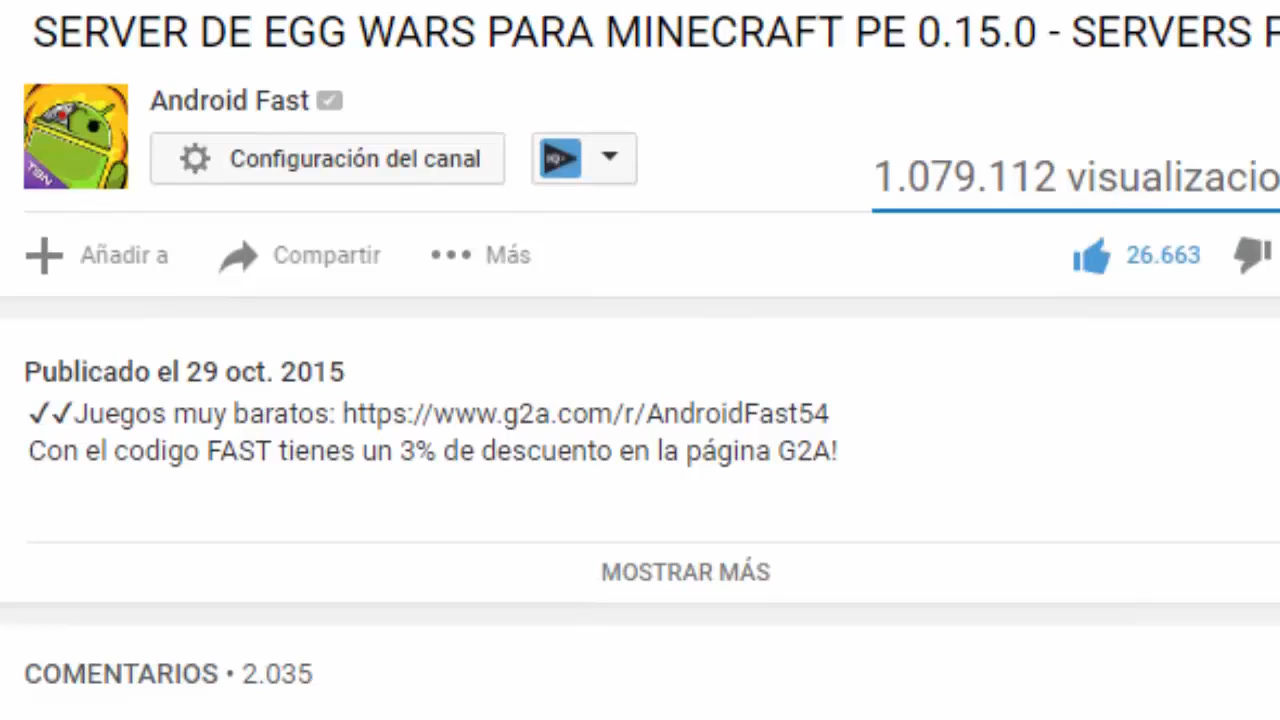 SERVER DE EGG WARS PARA MINECRAFT PE 0.15.0 - SERVERS
Android Fast
TGN
Configuración del canal
1.079.112 visualizacio
Añadir a
Compartir
Más
26.663
Publicado el 29 oct. 2015
✓✓Juegos muy baratos: https://www.g2a.com/r/AndroidFast54
Con el codigo FAST tienes un 3% de descuento en la página G2A!
MOSTRAR MÁS
COMENTARIOS • 2.035